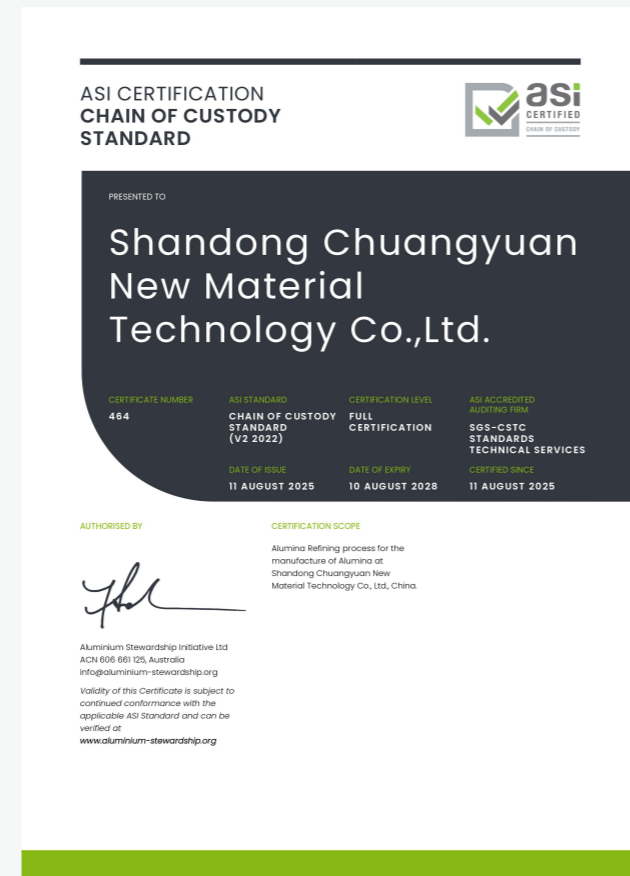 ASI CERTIFICATION
CHAIN OF CUSTODY
STANDARD
asi
CERTIFIED
CHAIN OF CUSTODY
PRESENTED TO
Shandong Chuangyuan
New Material
Technology Co.,Ltd.
CERTIFICATE NUMBER
464
ASI STANDARD
CHAIN OF CUSTODY
STANDARD
(V2 2022)
CERTIFICATION LEVEL
FULL
CERTIFICATION
ASI ACCREDITED
AUDITING FIRM
SGS-CSTC
STANDARDS
TECHNICAL SERVICES
DATE OF ISSUE
11 AUGUST 2025
DATE OF EXPIRY
10 AUGUST 2028
CERTIFIED SINCE
11 AUGUST 2025
AUTHORISED BY
Aluminium Stewardship Initiative Ltd
ACN 606 661 125, Australia
info@aluminium-stewardship.org
Validity of this Certificate is subject to
continued conformance with the
applicable ASI Standard and can be
verified at
www.aluminium-stewardship.org
CERTIFICATION SCOPE
Alumina Refining process for the
manufacture of Alumina at
Shandong Chuangyuan New
Material Technology Co., Ltd., China.